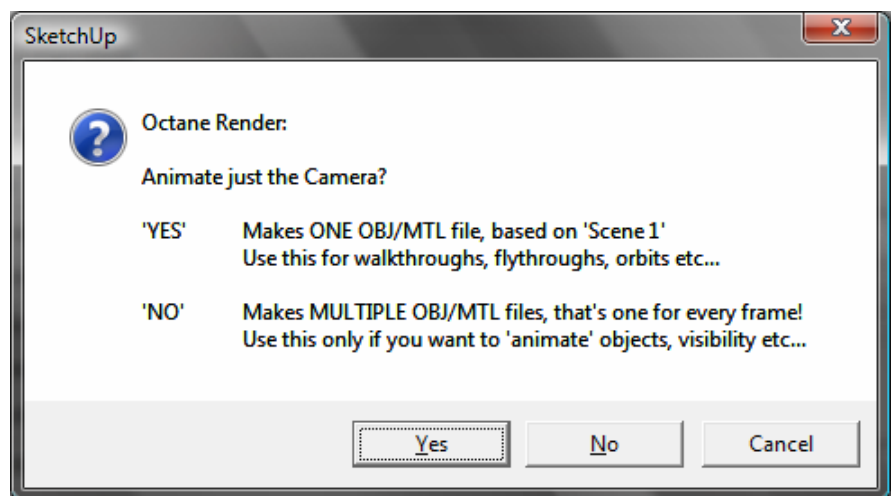 SketchUp
X
Octane Render:
Animate just the Camera?
'YES' Makes ONE OBJ/MTL file, based on 'Scene 1'
Use this for walkthroughs, flythroughs, orbits etc...
'NO' Makes MULTIPLE OBJ/MTL files, that's one for every frame!
Use this only if you want to 'animate' objects, visibility etc...
Yes No Cancel